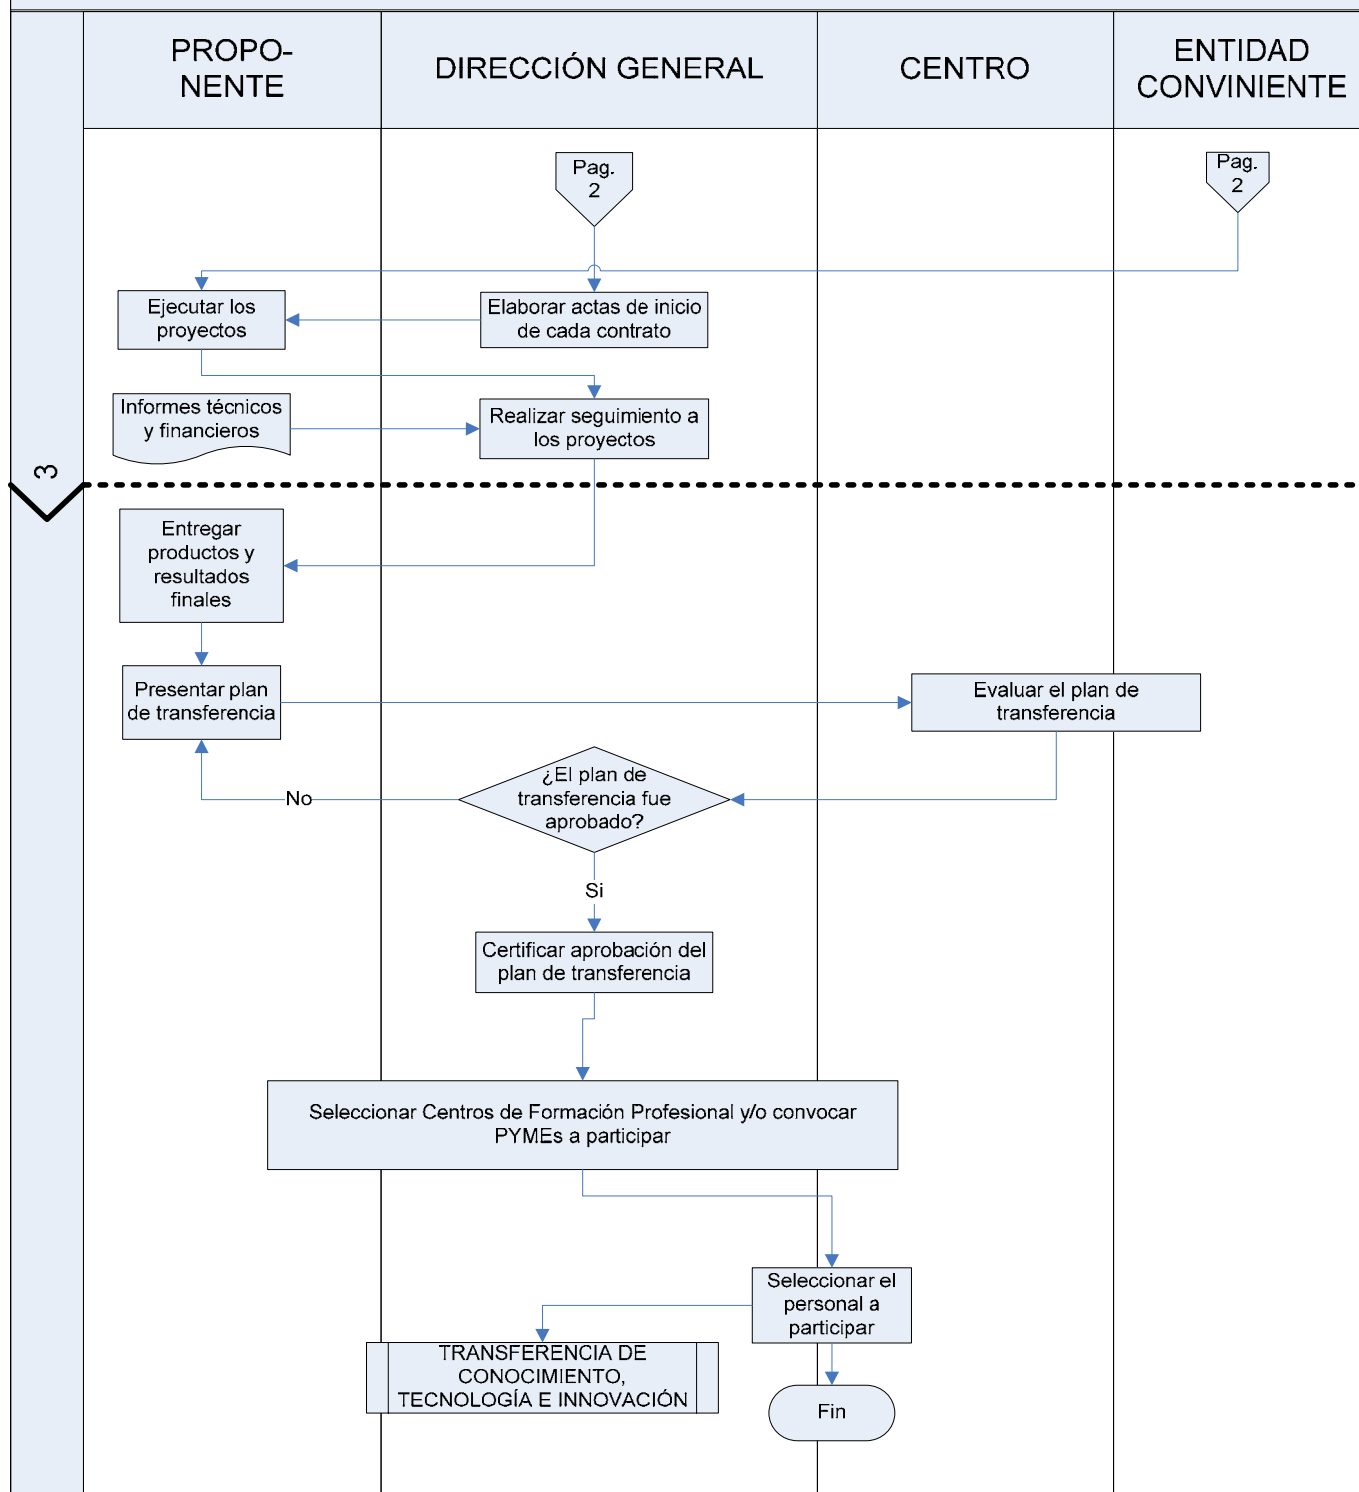 PROPO-
NENTE
DIRECCIÓN GENERAL
CENTRO
ENTIDAD
CONVINIENTE
Pag.
2
Pag.
2
Ejecutar los
proyectos
Elaborar actas de inicio
de cada contrato
Informes técnicos
y financieros
Realizar seguimiento a
los proyectos
3
Entregar
productos y
resultados
finales
Presentar plan
de transferencia
Evaluar el plan de
transferencia
¿El plan de
transferencia fue
aprobado?
No
Si
Certificar aprobación del
plan de transferencia
Seleccionar Centros de Formación Profesional y/o convocar
PYMEs a participar
Seleccionar el
personal a
participar
TRANSFERENCIA DE
CONOCIMIENTO,
TECNOLOGÍA E INNOVACIÓN
Fin